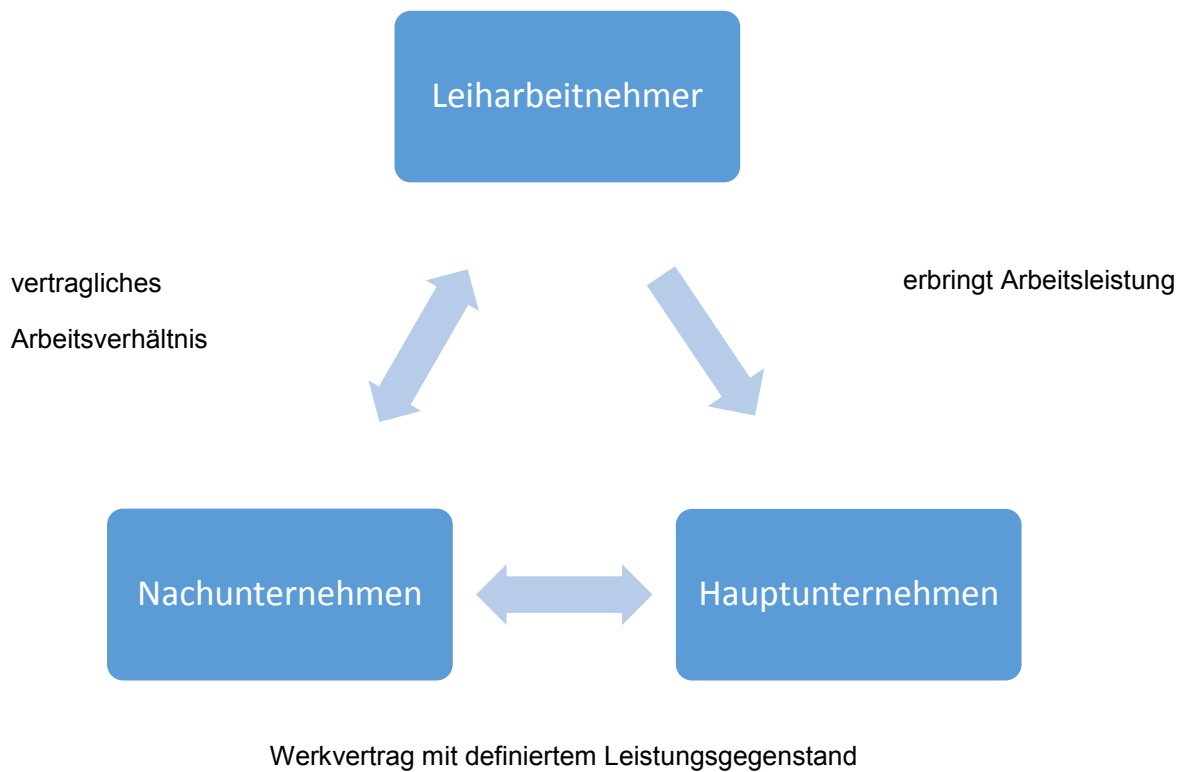 Leiharbeitnehmer
vertragliches
Arbeitsverhältnis
erbringt Arbeitsleistung
Nachunternehmen
Hauptunternehmen
Werkvertrag mit definiertem Leistungsgegenstand